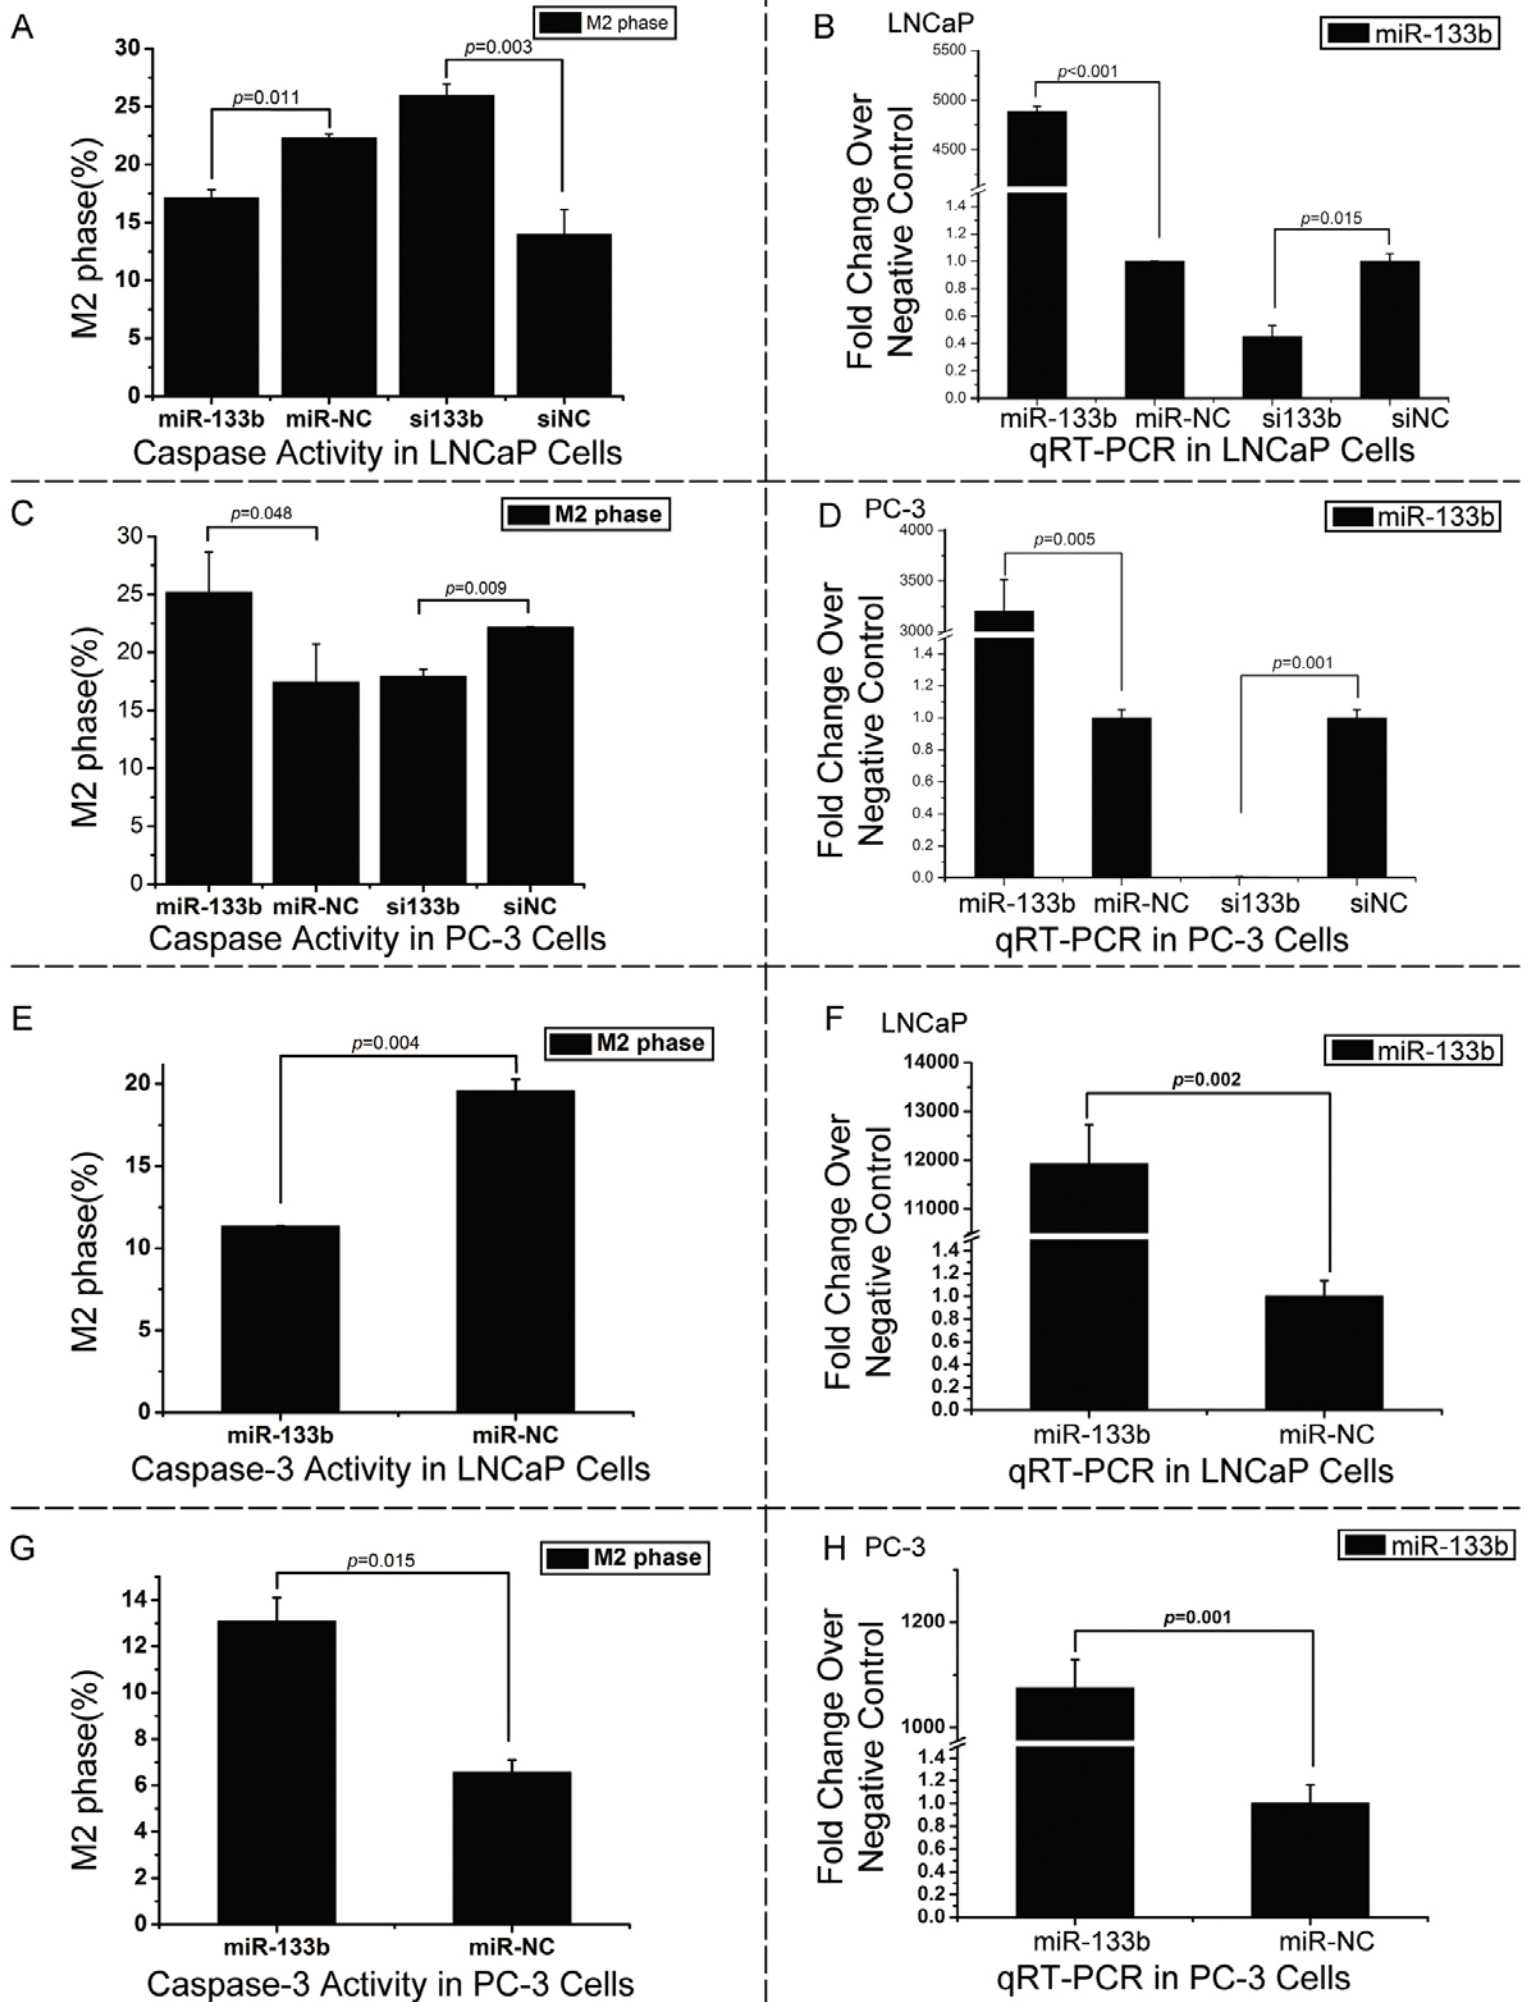 A
M2 phase
p=0.003
p=0.011
30
25
20
15
10
5
0
M2 phase(%)
miR-133b miR-NC si133b siNC
Caspase Activity in LNCaP Cells
B
LNCaP
miR-133b
p<0.001
p=0.015
5500
5000
4500
1.4
1.2
1.0
0.8
0.6
0.4
0.2
0.0
Fold Change Over
Negative Control
miR-133b miR-NC si133b siNC
qRT-PCR in LNCaP Cells
C
M2 phase
p=0.048
p=0.009
30
25
20
15
10
5
0
M2 phase(%)
miR-133b miR-NC si133b siNC
Caspase Activity in PC-3 Cells
D
PC-3
miR-133b
p=0.005
p=0.001
4000
3500
3000
1.4
1.2
1.0
0.8
0.6
0.4
0.2
0.0
Fold Change Over
Negative Control
miR-133b miR-NC si133b siNC
qRT-PCR in PC-3 Cells
E
M2 phase
p=0.004
20
15
10
5
0
M2 phase(%)
miR-133b miR-NC
Caspase-3 Activity in LNCaP Cells
F
LNCaP
miR-133b
p=0.002
14000
13000
12000
11000
1.4
1.2
1.0
0.8
0.6
0.4
0.2
0.0
Fold Change Over
Negative Control
miR-133b miR-NC
qRT-PCR in LNCaP Cells
G
M2 phase
p=0.015
14
12
10
8
6
4
2
0
M2 phase(%)
miR-133b miR-NC
Caspase-3 Activity in PC-3 Cells
H
PC-3
miR-133b
p=0.001
1200
1000
1.4
1.2
1.0
0.8
0.6
0.4
0.2
0.0
Fold Change Over
Negative Control
miR-133b miR-NC
qRT-PCR in PC-3 Cells